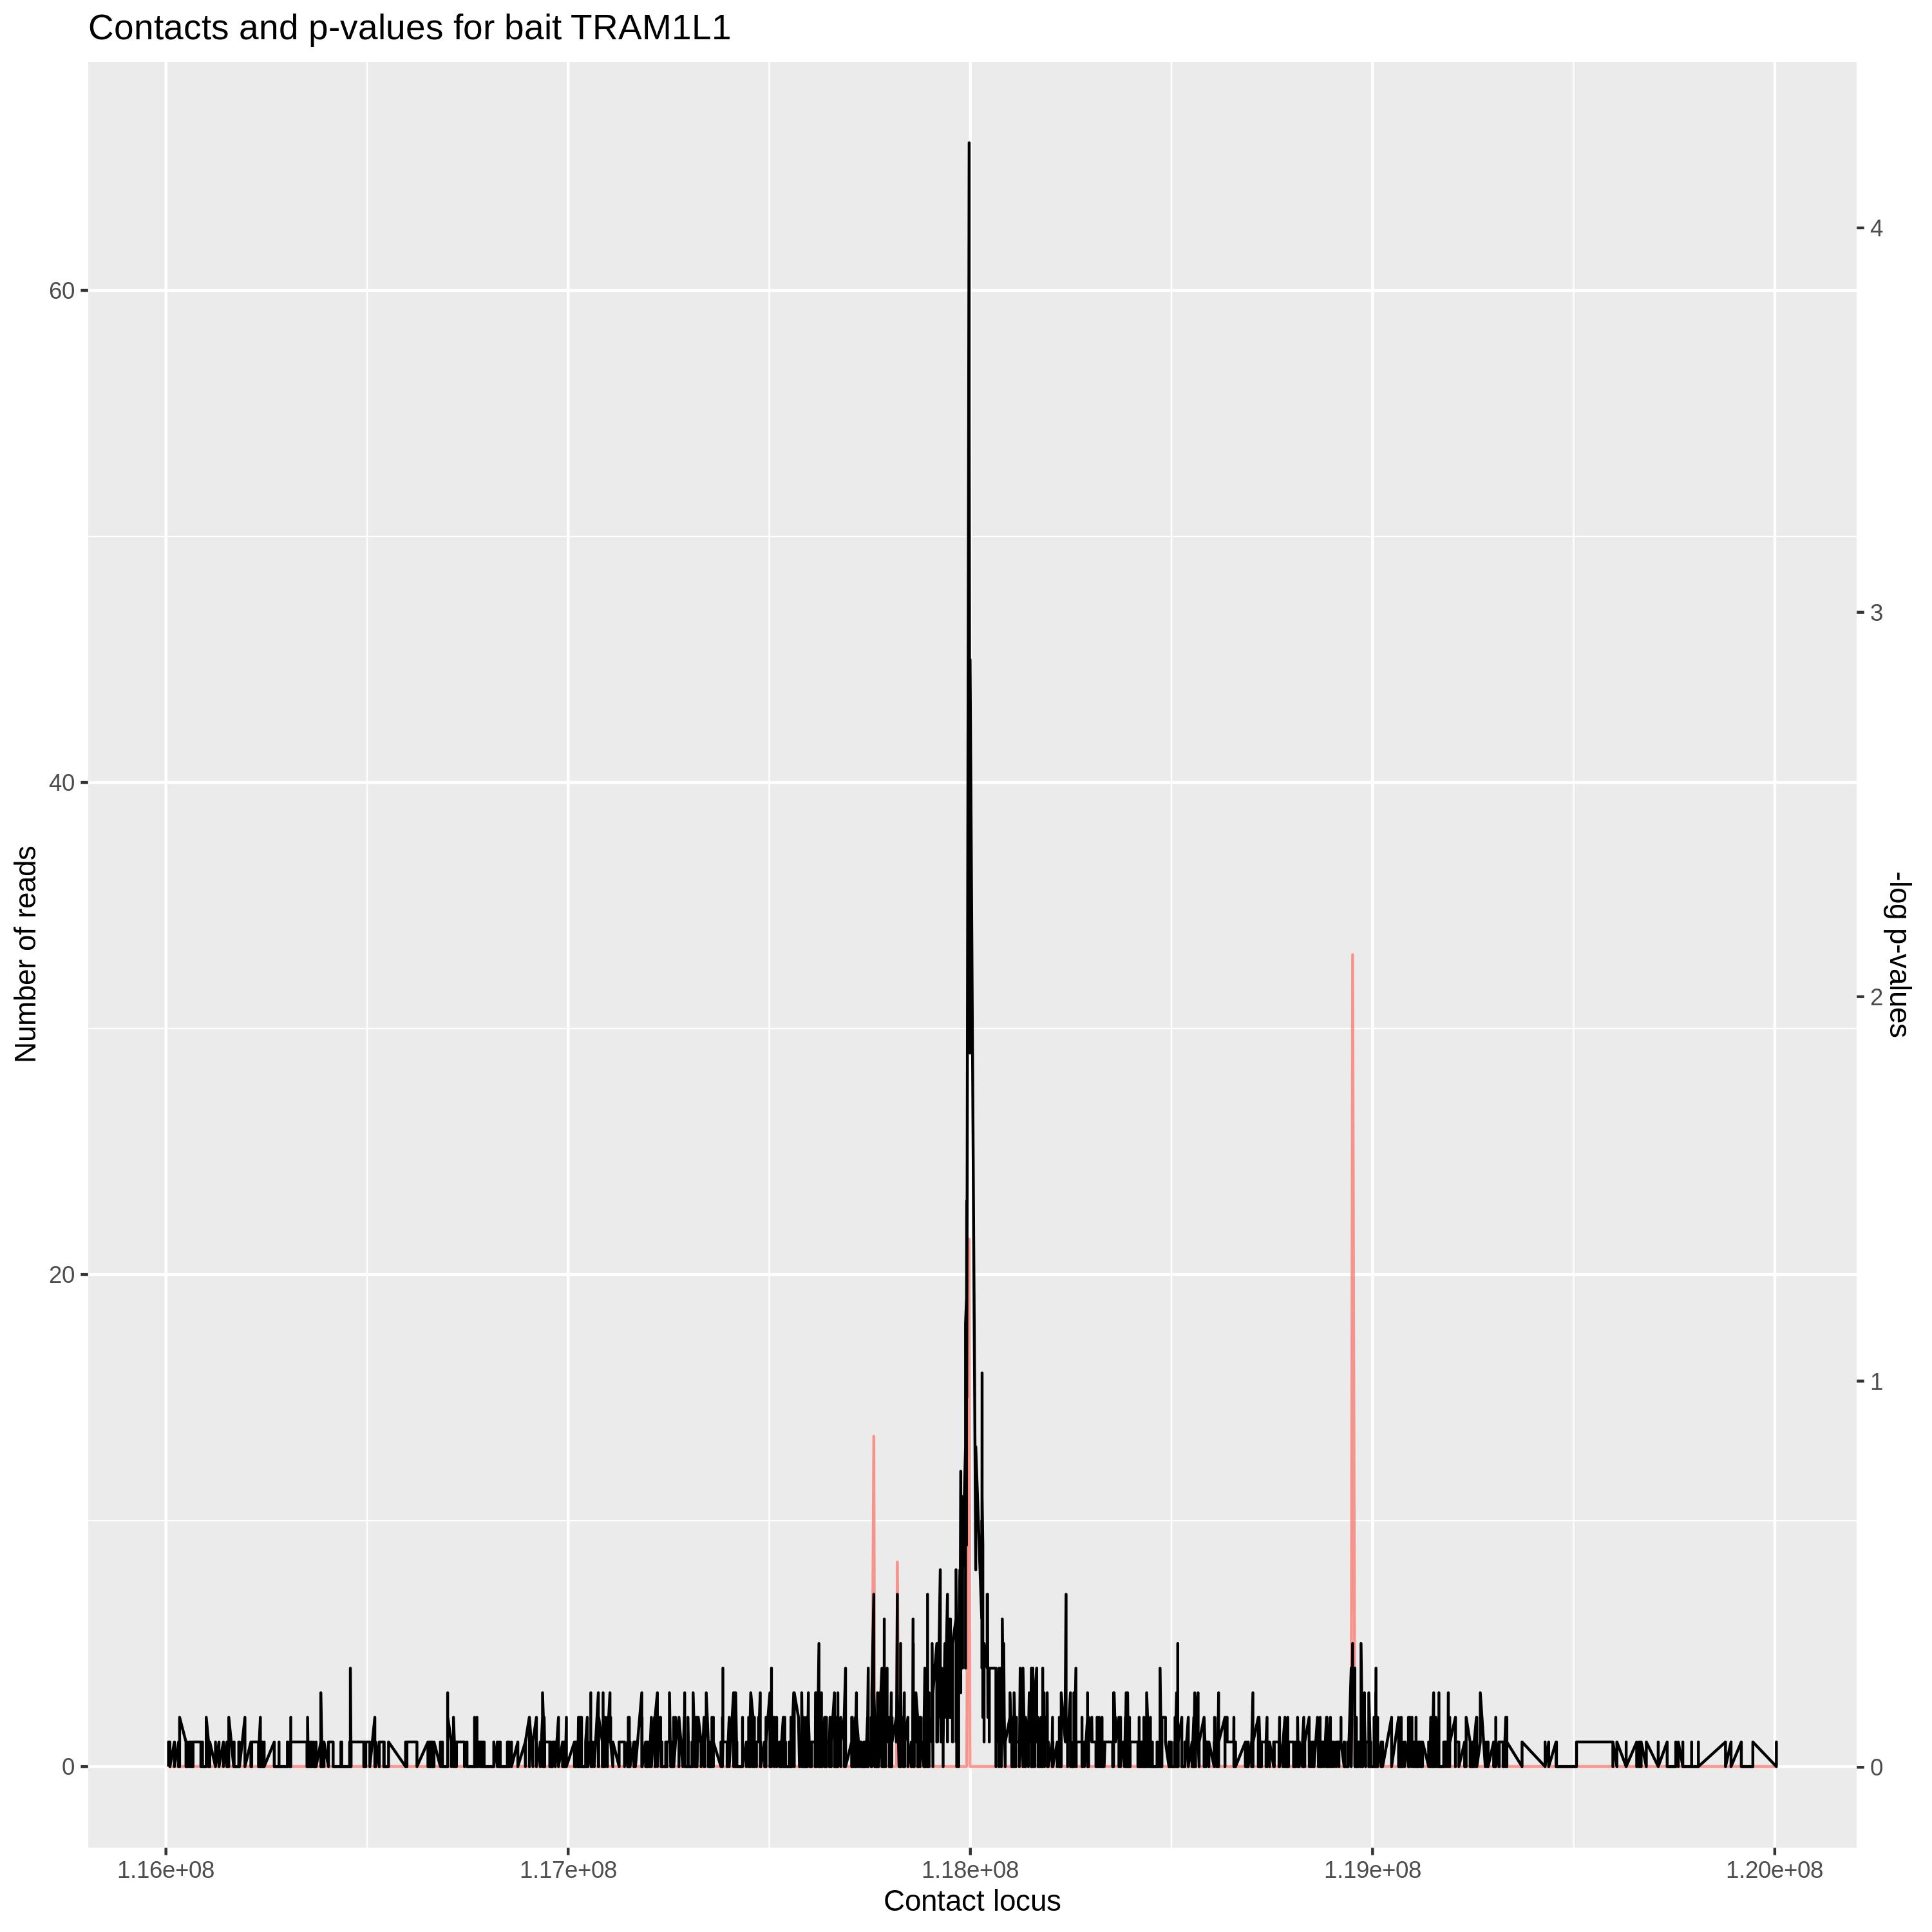 Contacts and p-values for bait TRAM1L1
60
40
20
0
Number of reads
4
3
2
1
0
-log p-values
1.16e+08
1.17e+08
1.18e+08
1.19e+08
1.20e+08
Contact locus